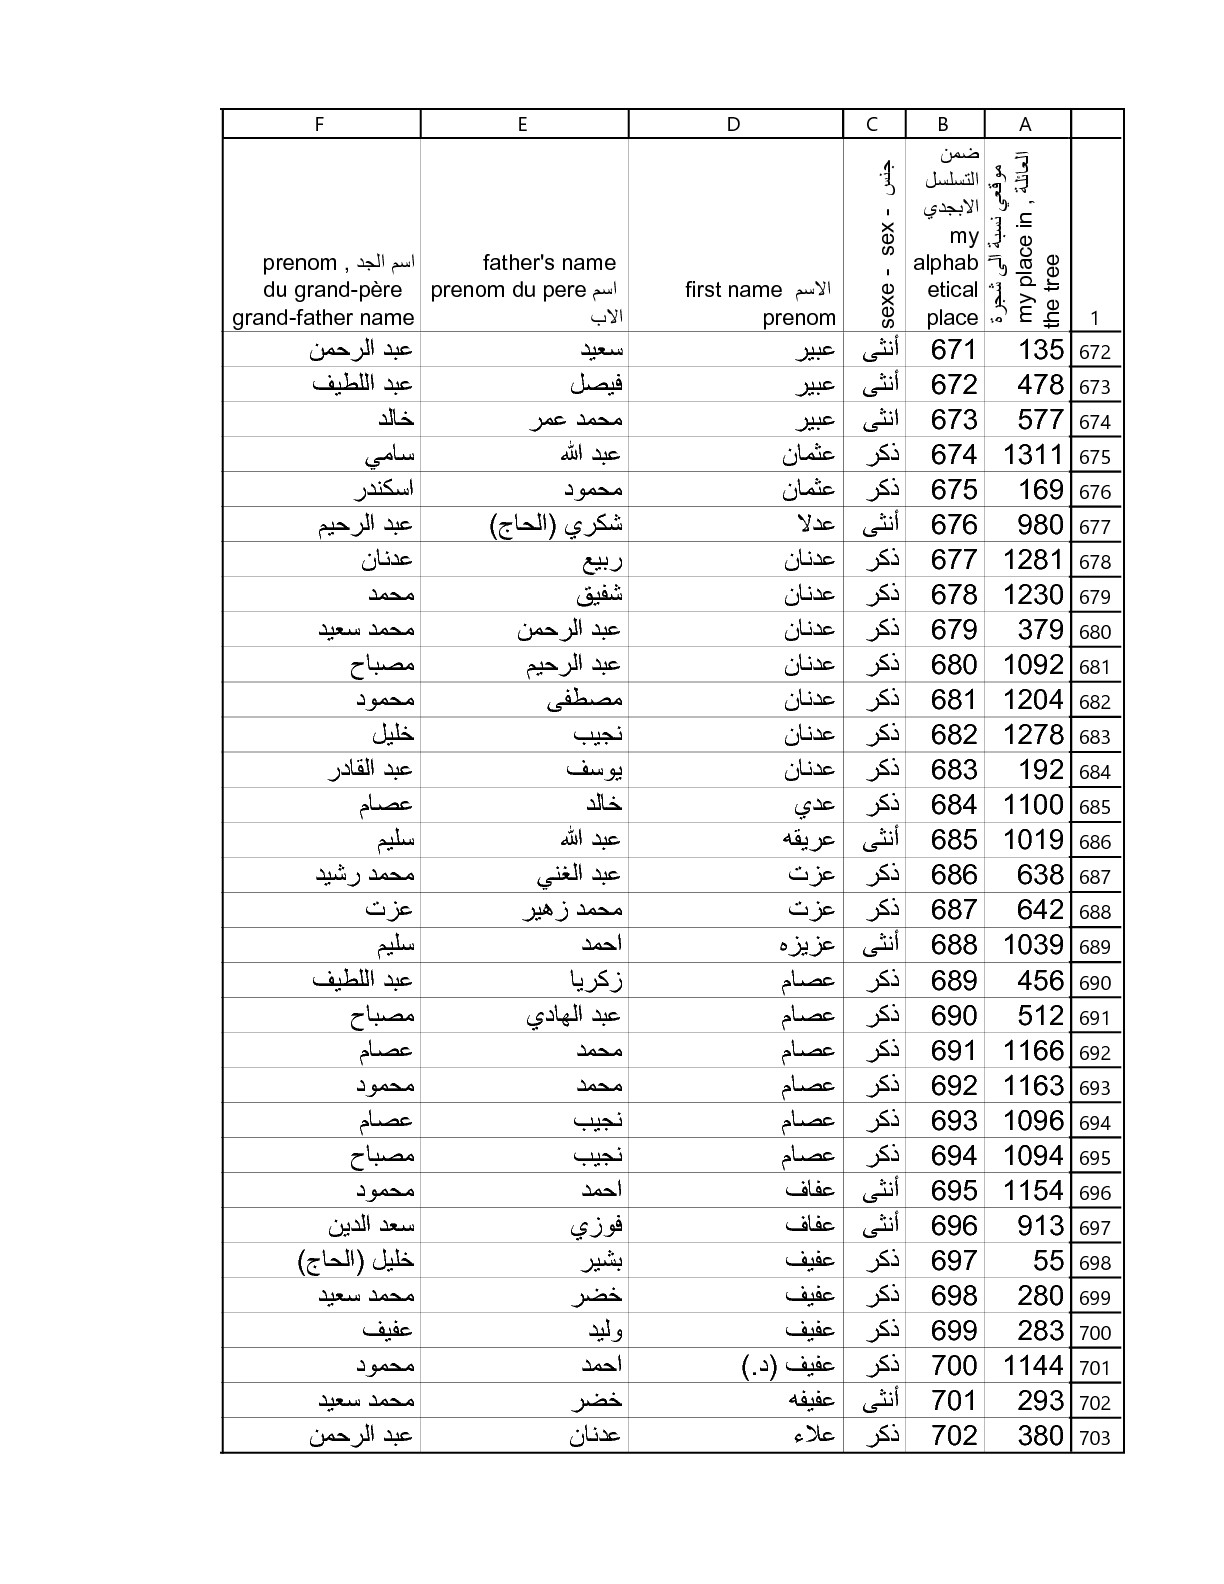 A B C D E F
1
موقعي نسبة الى شجرة
العائلة , my place in
the tree
ضمن
التسلسل
الابجدي
my
alphab
etical
place
sexe - sex - جنس
first name الاسم
prenom
father's name
prenom du pere اسم
الاب
prenom , اسم الجد
du grand-père
grand-father name
672 135 671 أنثى عبير سعيد عبد الرحمن
673 478 672 أنثى عبير فيصل عبد اللطيف
674 577 673 انثى عبير محمد عمر خالد
675 1311 674 ذكر عثمان عبد الله سامي
676 169 675 ذكر عثمان محمود اسكندر
677 980 676 أنثى عدلا شكري (الحاج) عبد الرحيم
678 1281 677 ذكر عدنان ربيع عدنان
679 1230 678 ذكر عدنان شفيق محمد
680 379 679 ذكر عدنان عبد الرحمن محمد سعيد
681 1092 680 ذكر عدنان عبد الرحيم مصباح
682 1204 681 ذكر عدنان مصطفى محمود
683 1278 682 ذكر عدنان نجيب خليل
684 192 683 ذكر عدنان يوسف عبد القادر
685 1100 684 ذكر عدي خالد عصام
686 1019 685 أنثى عريقه عبد الله سليم
687 638 686 ذكر عزت عبد الغني محمد رشيد
688 642 687 ذكر عزت محمد زهير عزت
689 1039 688 أنثى عزيزه احمد سليم
690 456 689 ذكر عصام زكريا عبد اللطيف
691 512 690 ذكر عصام عبد الهادي مصباح
692 1166 691 ذكر عصام محمد عصام
693 1163 692 ذكر عصام محمد محمود
694 1096 693 ذكر عصام نجيب عصام
695 1094 694 ذكر عصام نجيب مصباح
696 1154 695 أنثى عفاف احمد محمود
697 913 696 أنثى عفاف فوزي سعد الدين
698 55 697 ذكر عفيف بشير خليل (الحاج)
699 280 698 ذكر عفيف خضر محمد سعيد
700 283 699 ذكر عفيف وليد عفيف
701 1144 700 ذكر عفيف (د.) احمد محمود
702 293 701 أنثى عفيفه خضر محمد سعيد
703 380 702 ذكر علاء عدنان عبد الرحمن